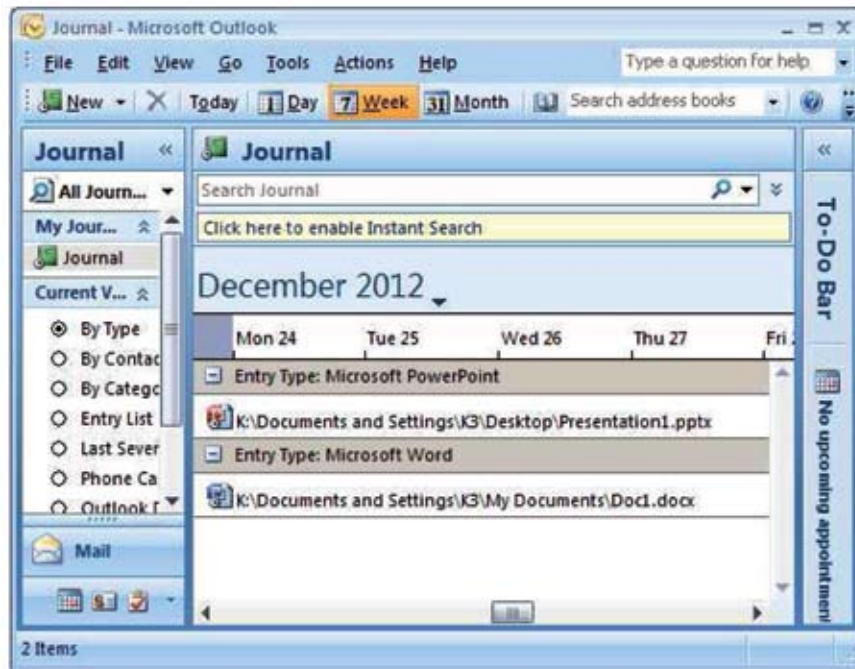 Journal - Microsoft Outlook
File Edit View Go Tools Actions Help Type a question for help
New Today 1 Day 7 Week 31 Month Search address books
Journal
All Journ...
My Jour...
Journal
Current V...
By Type
By Contac
By Catego
Entry List
Last Sever
Phone Ca
Outlook
Mail
Journal
Search Journal
Click here to enable Instant Search
December 2012
Mon 24 Tue 25 Wed 26 Thu 27 Fri
Entry Type: Microsoft PowerPoint
K:\Documents and Settings\K3\Desktop\Presentation1.pptx
Entry Type: Microsoft Word
K:\Documents and Settings\K3\My Documents\Doc1.docx
To-Do Bar
No upcoming appointment
2 Items